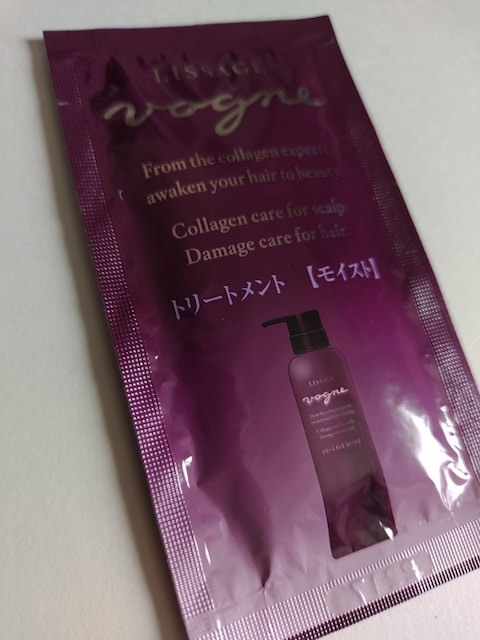 LISSAGE
vogne
From the collagen experts,
awaken your hair to beauty
Collagen care for scalp.
Damage care for hair.
トリートメント 【モイスト】
LISSAGE
vogne